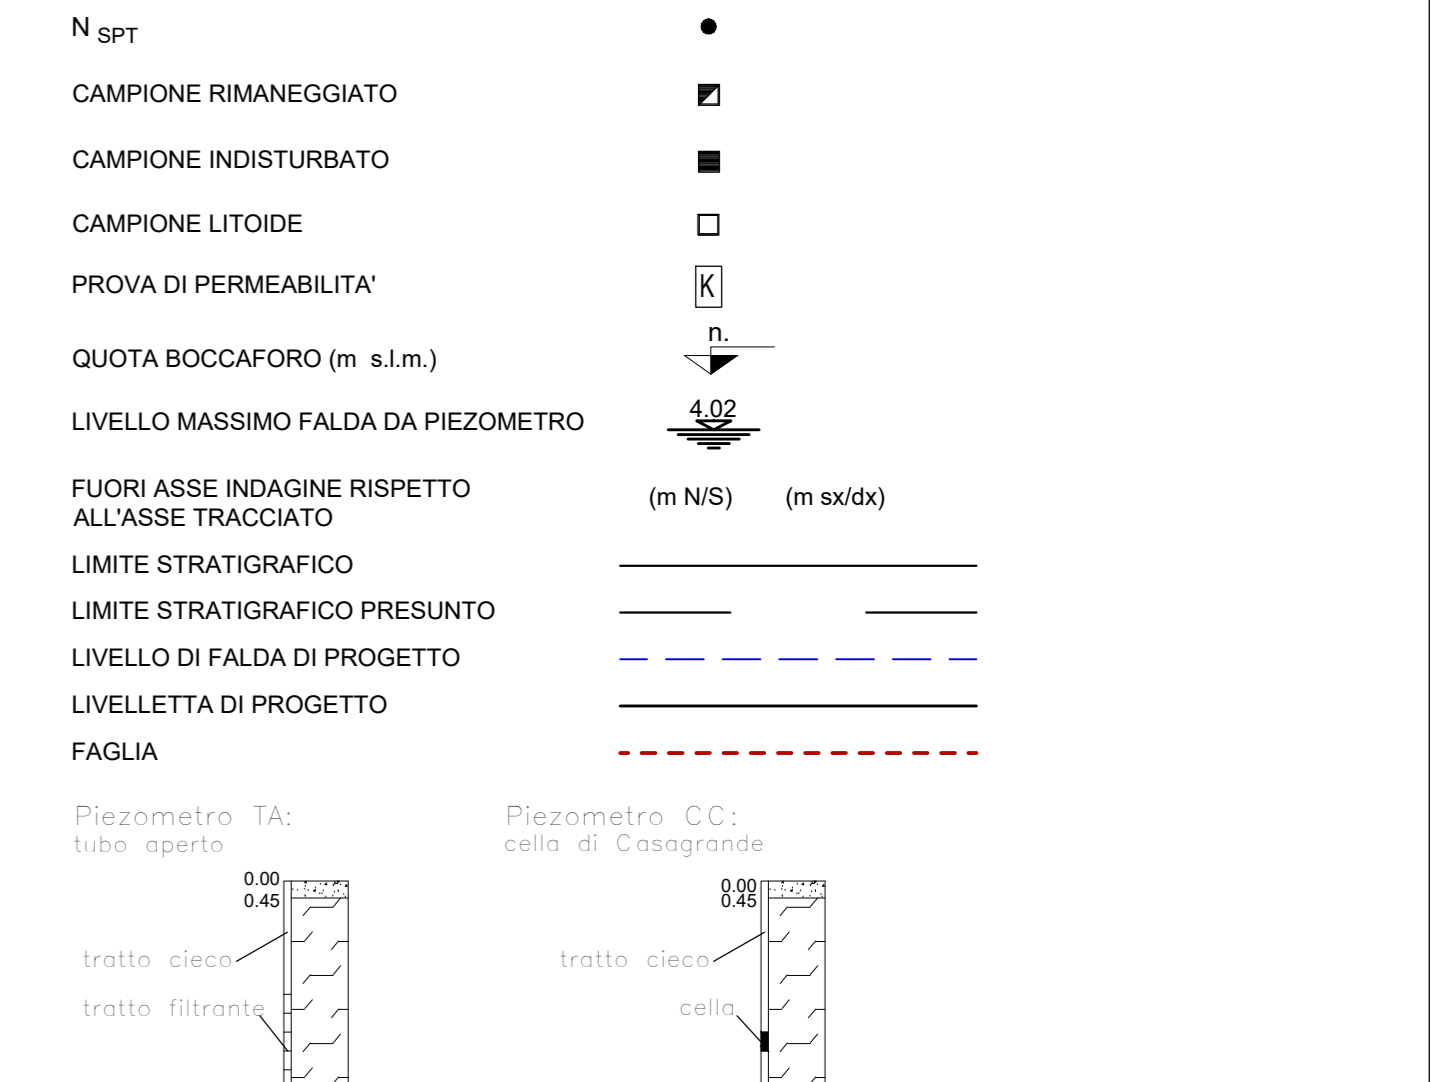 N SPT
CAMPIONE RIMANEGGIATO
CAMPIONE INDISTURBATO
CAMPIONE LITOIDE
PROVA DI PERMEABILITA' K
n.
QUOTA BOCCAFORO (m s.l.m.)
4.02
LIVELLO MASSIMO FALDA DA PIEZOMETRO
FUORI ASSE INDAGINE RISPETTO
ALL'ASSE TRACCIATO
(m N/S) (m sx/dx)
LIMITE STRATIGRAFICO
LIMITE STRATIGRAFICO PRESUNTO
LIVELLO DI FALDA DI PROGETTO
LIVELLETTA DI PROGETTO
FAGLIA
Piezometro TA:
tubo aperto
0.00
0.45
tratto cieco
tratto filtrante
Piezometro CC:
cella di Casagrande
0.00
0.45
tratto cieco
cella